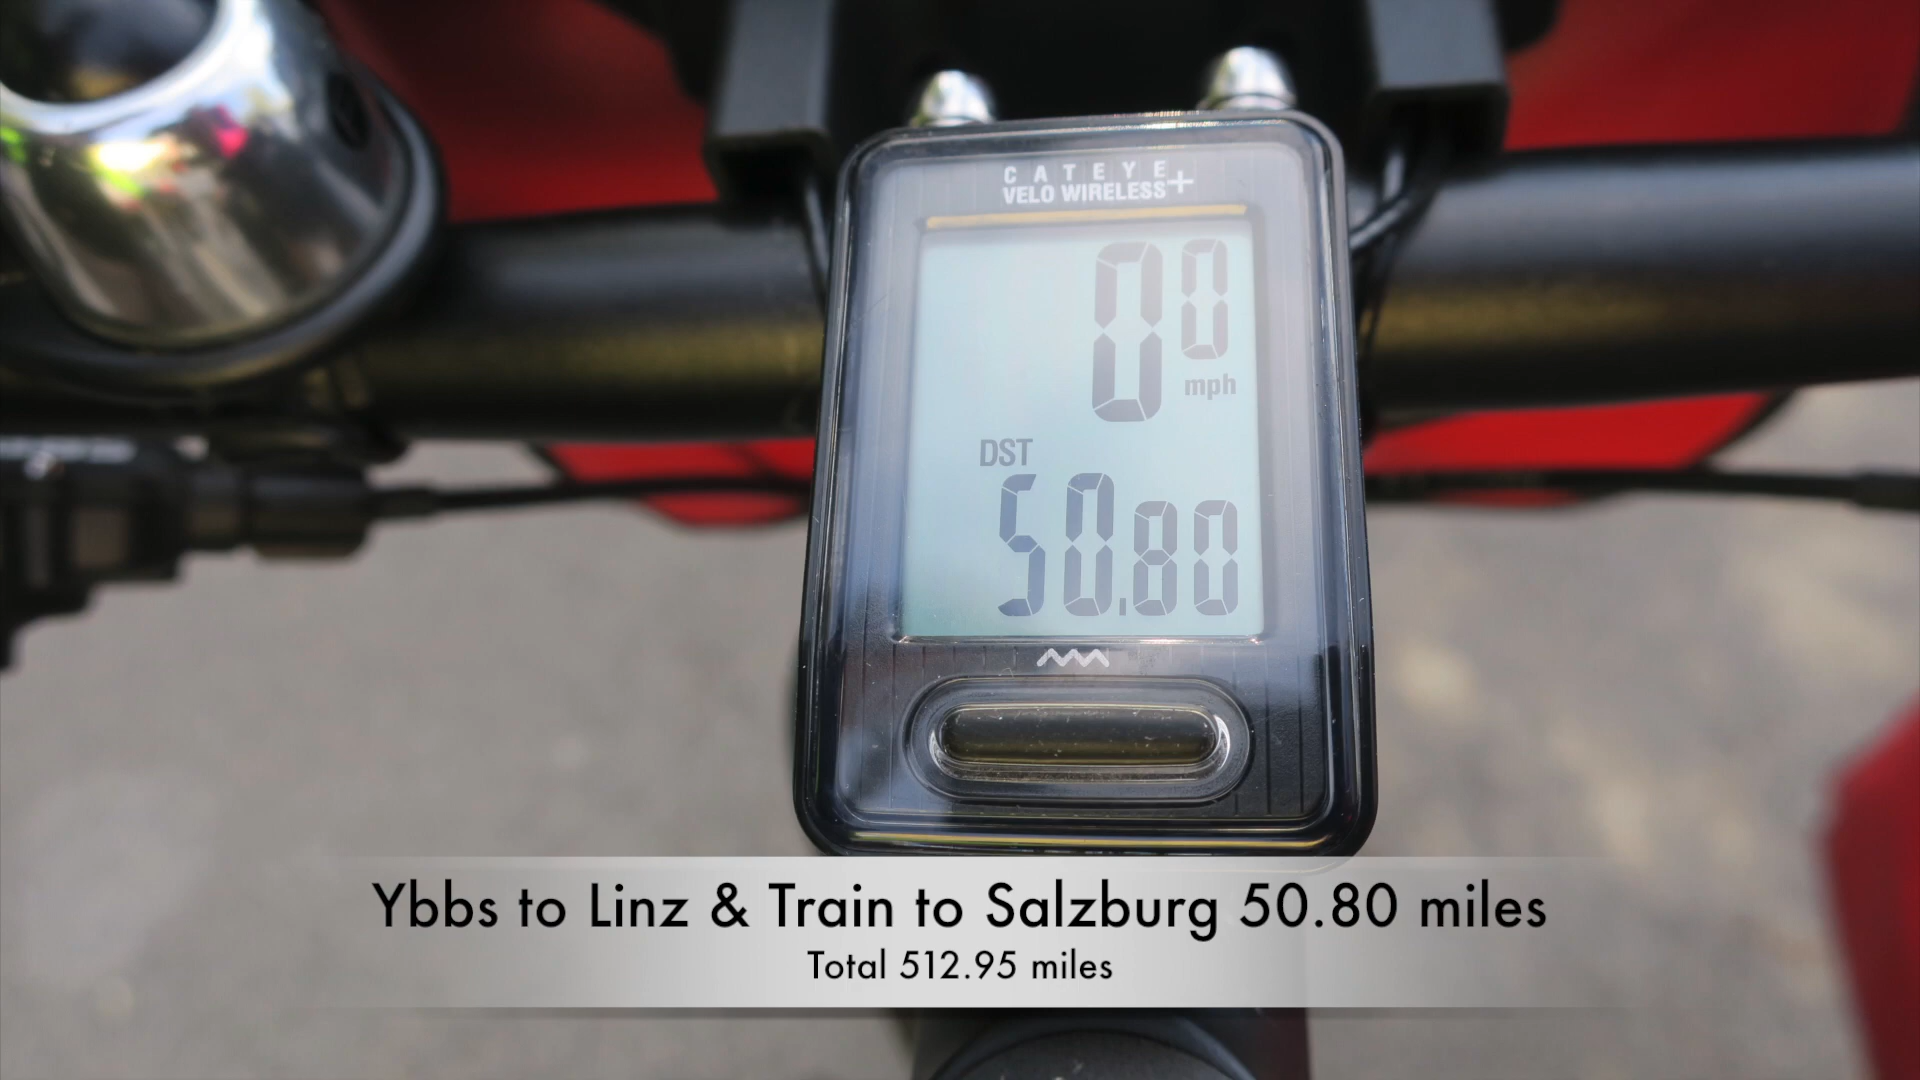 CATEYE
VELO WIRELESS+
00
mph
DST
50.80
Ybbs to Linz & Train to Salzburg 50.80 miles
Total 512.95 miles